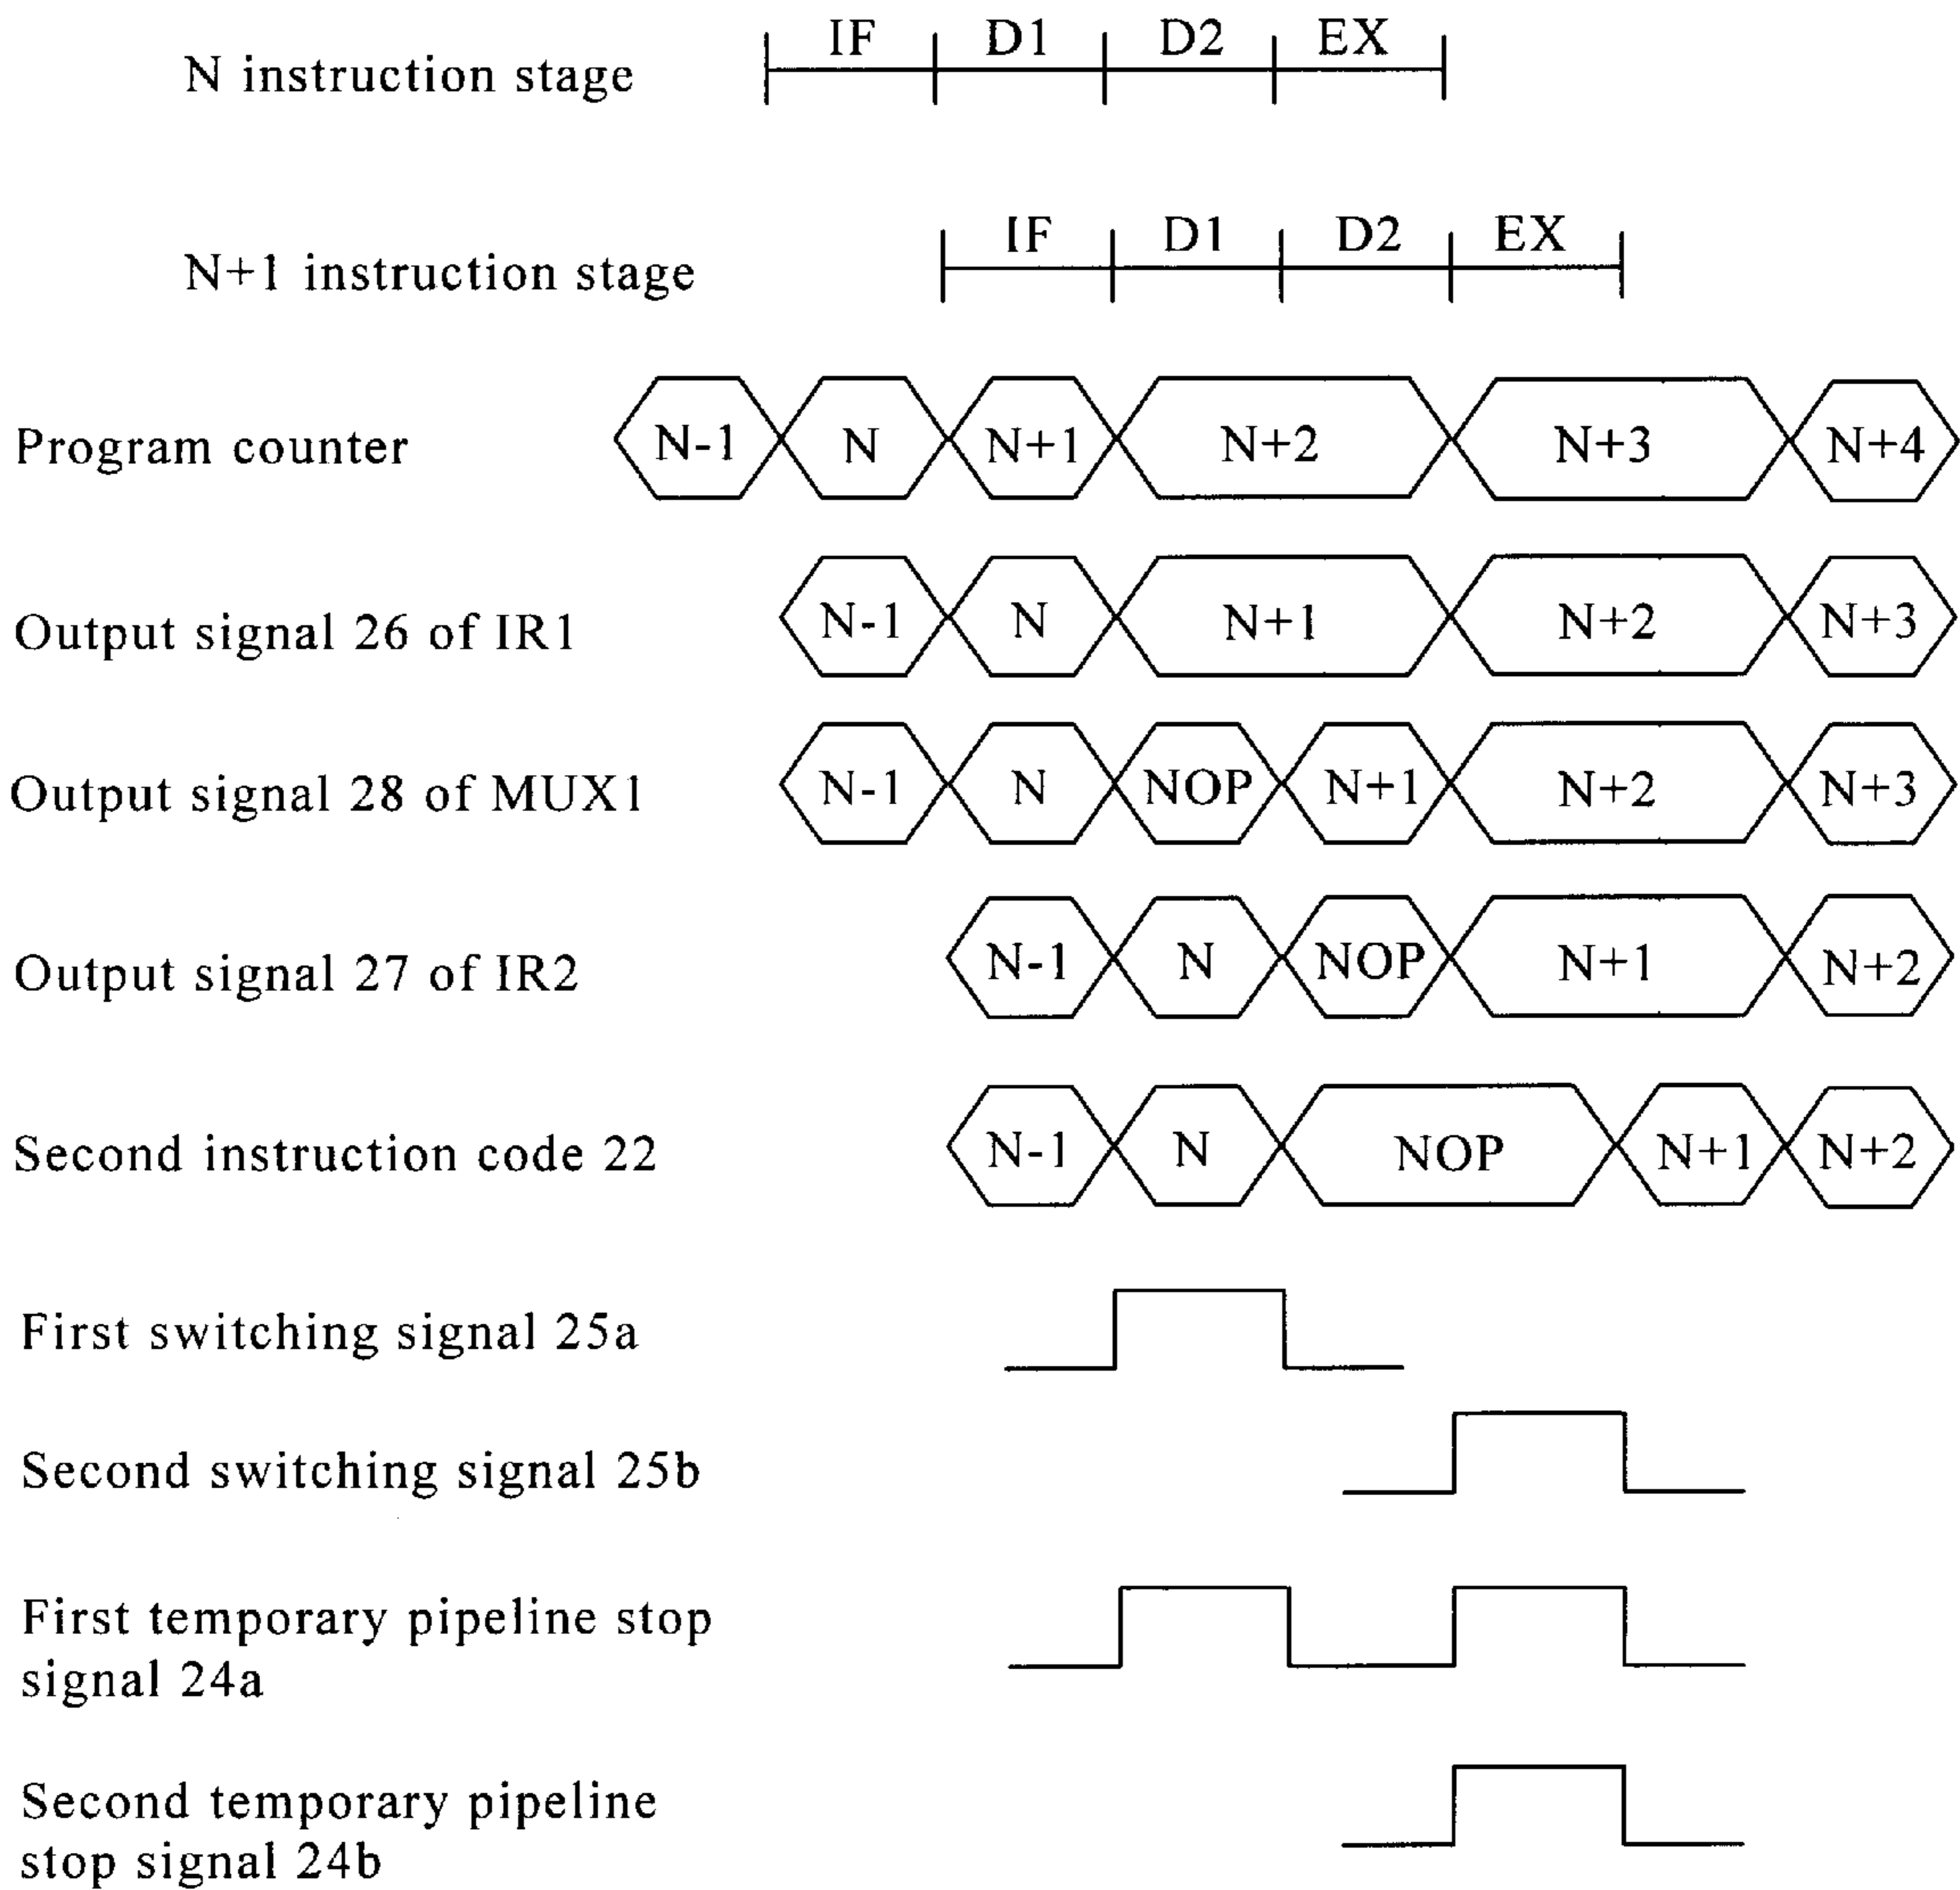 IF D1 D2 EX
N instruction stage
IF D1 D2 EX
N+1 instruction stage
Program counter N-1 N N+1 N+2 N+3 N+4
Output signal 26 of IR1 N-1 N N+1 N+2 N+3
Output signal 28 of MUX1 N-1 N NOP N+1 N+2 N+3
Output signal 27 of IR2 N-1 N NOP N+1 N+2
Second instruction code 22 N-1 N NOP N+1 N+2
First switching signal 25a
Second switching signal 25b
First temporary pipeline stop
signal 24a
Second temporary pipeline
stop signal 24b